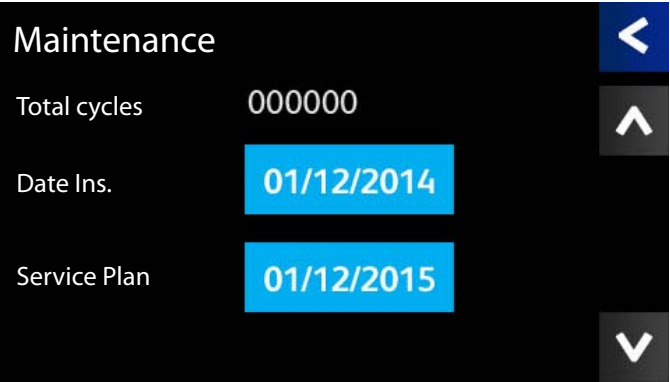 Maintenance
Total cycles 000000
Date Ins. 01/12/2014
Service Plan 01/12/2015